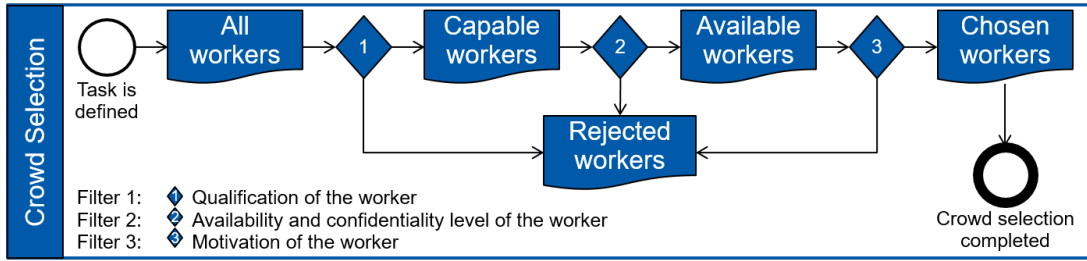 Crowd Selection
Task is
defined
All
workers
1
Capable
workers
2
Available
workers
3
Chosen
workers
Rejected
workers
Crowd selection
completed
Filter 1: 1 Qualification of the worker
Filter 2: 2 Availability and confidentiality level of the worker
Filter 3: 3 Motivation of the worker